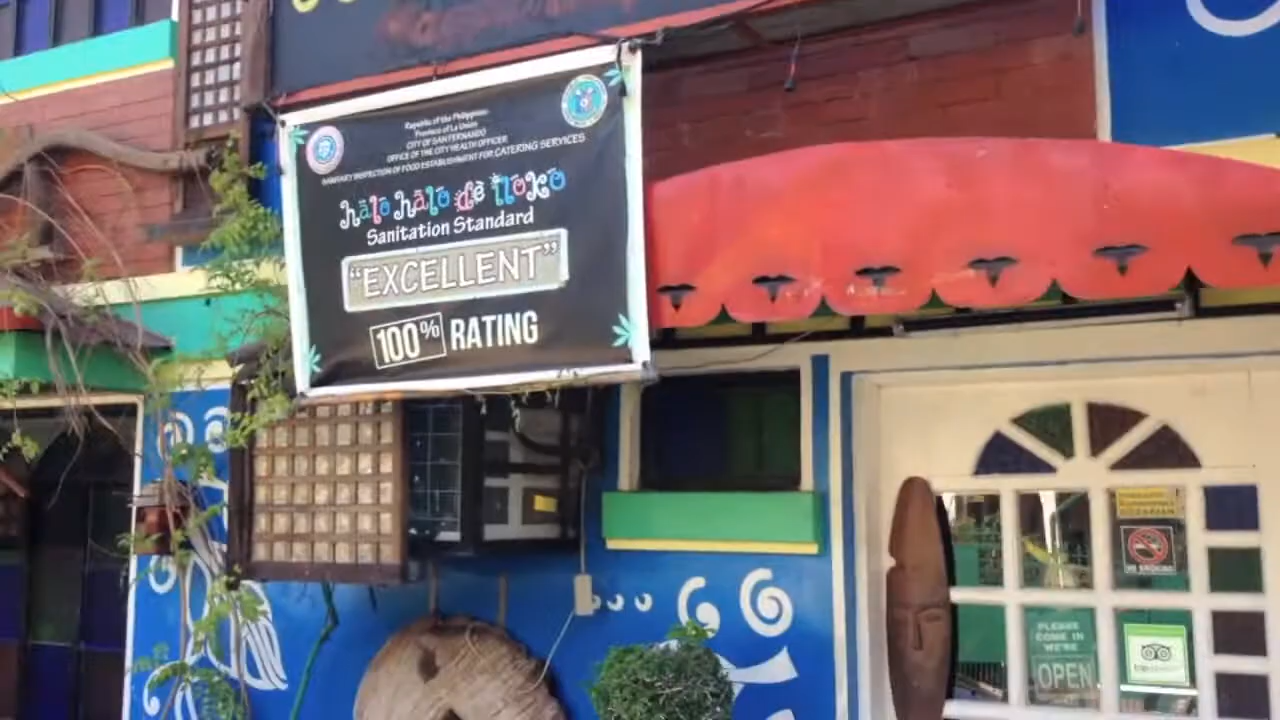 Republic of the Philippines
Province of La Union
CITY OF SAN FERNANDO
OFFICE OF THE CITY HEALTH OFFICER
SANITARY INSPECTION OF FOOD ESTABLISHMENT FOR CATERING SERVICES
halo halo de iloko
Sanitation Standard
"EXCELLENT"
100% RATING
NO SMOKING
PLEASE
COME IN
WE'RE
OPEN